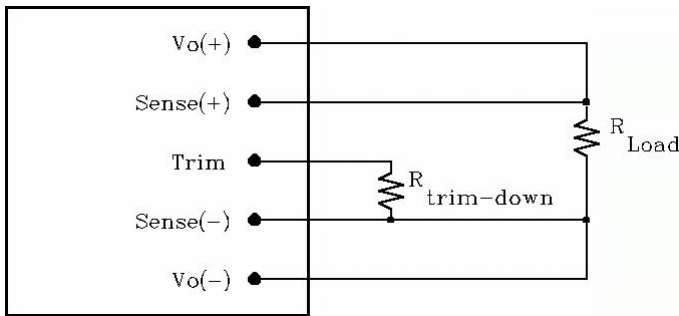 Vo(+)
Sense(+)
R
Load
Trim
R
trim-down
Sense(-)
Vo(-)